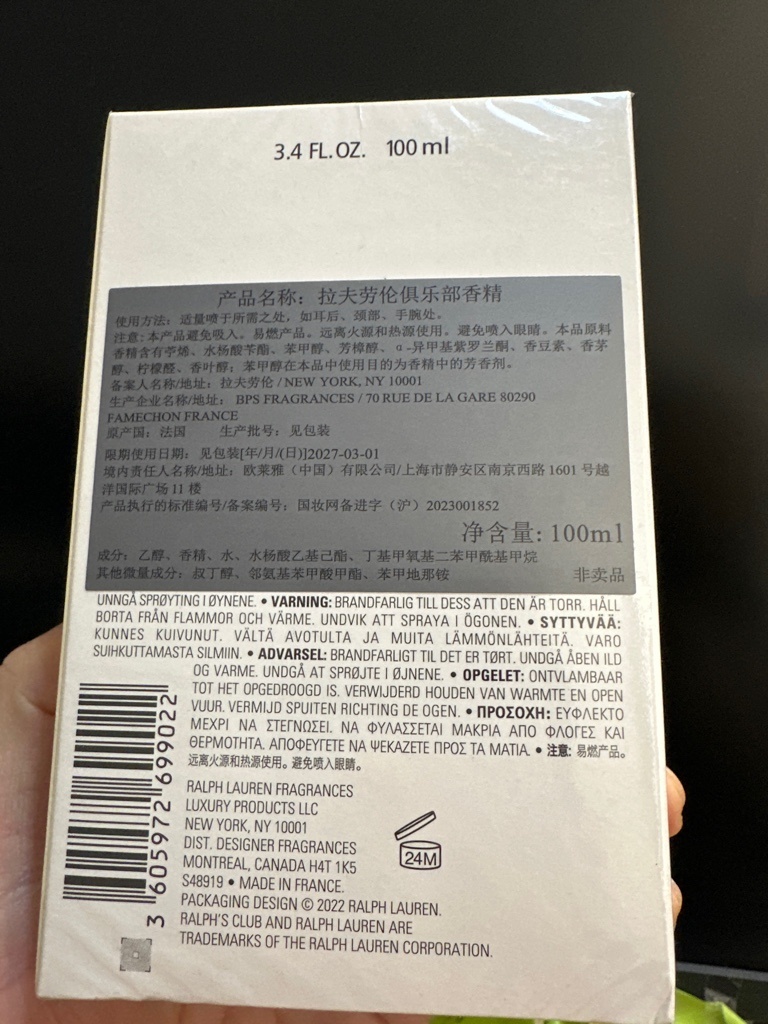 3.4 FL.OZ. 100 ml
产品名称：拉夫劳伦俱乐部香精
使用方法：适量喷于所需之处，如耳后、颈部、手腕处。
注意：本产品避免吸入。易燃产品。远离火源和热源使用。避免喷入眼睛。本品原料
香精含有苧烯、水杨酸苄酯、苯甲醇、芳樟醇、α-异甲基紫罗兰酮、香豆素、香茅
醇、柠檬醛、香叶醇；苯甲醇在本品中使用目的为香精中的芳香剂。
备案人名称/地址：拉夫劳伦 / NEW YORK, NY 10001
生产企业名称/地址： BPS FRAGRANCES / 70 RUE DE LA GARE 80290
FAMECHON FRANCE
原产国：法国 生产批号：见包装
限期使用日期：见包装[年/月/(日)]2027-03-01
境内责任人名称/地址：欧莱雅（中国）有限公司/上海市静安区南京西路 1601 号越
洋国际广场 11 楼
产品执行的标准编号/备案编号：国妆网备进字（沪）2023001852
净含量: 100ml
成分：乙醇、香精、水、水杨酸乙基己酯、丁基甲氧基二苯甲酰基甲烷
其他微量成分：叔丁醇、邻氨基苯甲酸甲酯、苯甲地那铵 非卖品
UNNGÅ SPRØYTING I ØYNENE. • VARNING: BRANDFARLIG TILL DESS ATT DEN ÄR TORR. HÅLL
BORTA FRÅN FLAMMOR OCH VÄRME. UNDVIK ATT SPRAYA I ÖGONEN. • SYTTYVÄÄ:
KUNNES KUIVUNUT. VÄLTÄ AVOTULTA JA MUITA LÄMMÖNLÄHTEITÄ. VARO
SUIHKUTTAMASTA SILMIIN. • ADVARSEL: BRANDFARLIGT TIL DET ER TØRT. UNDGÅ ÅBEN ILD
OG VARME. UNDGÅ AT SPRØJTE I ØJNENE. • OPGELET: ONTVLAMBAAR
TOT HET OPGEDROOGD IS. VERWIJDERD HOUDEN VAN WARMTE EN OPEN
VUUR. VERMIJD SPUITEN RICHTING DE OGEN. • ΠΡΟΣΟΧΗ: ΕΥΦΛΕΚΤΟ
ΜΕΧΡΙ ΝΑ ΣΤΕΓΝΩΣΕΙ. ΝΑ ΦΥΛΑΣΣΕΤΑΙ ΜΑΚΡΙΑ ΑΠΟ ΦΛΟΓΕΣ ΚΑΙ
ΘΕΡΜΟΤΗΤΑ. ΑΠΟΦΕΥΓΕΤΕ ΝΑ ΨΕΚΑΖΕΤΕ ΠΡΟΣ ΤΑ ΜΑΤΙΑ. • 注意: 易燃产品。
远离火源和热源使用。避免喷入眼睛。
RALPH LAUREN FRAGRANCES
LUXURY PRODUCTS LLC
NEW YORK, NY 10001
DIST. DESIGNER FRAGRANCES
MONTREAL, CANADA H4T 1K5
S48919 • MADE IN FRANCE.
PACKAGING DESIGN © 2022 RALPH LAUREN.
RALPH'S CLUB AND RALPH LAUREN ARE
TRADEMARKS OF THE RALPH LAUREN CORPORATION.
24M
3 605972 699022